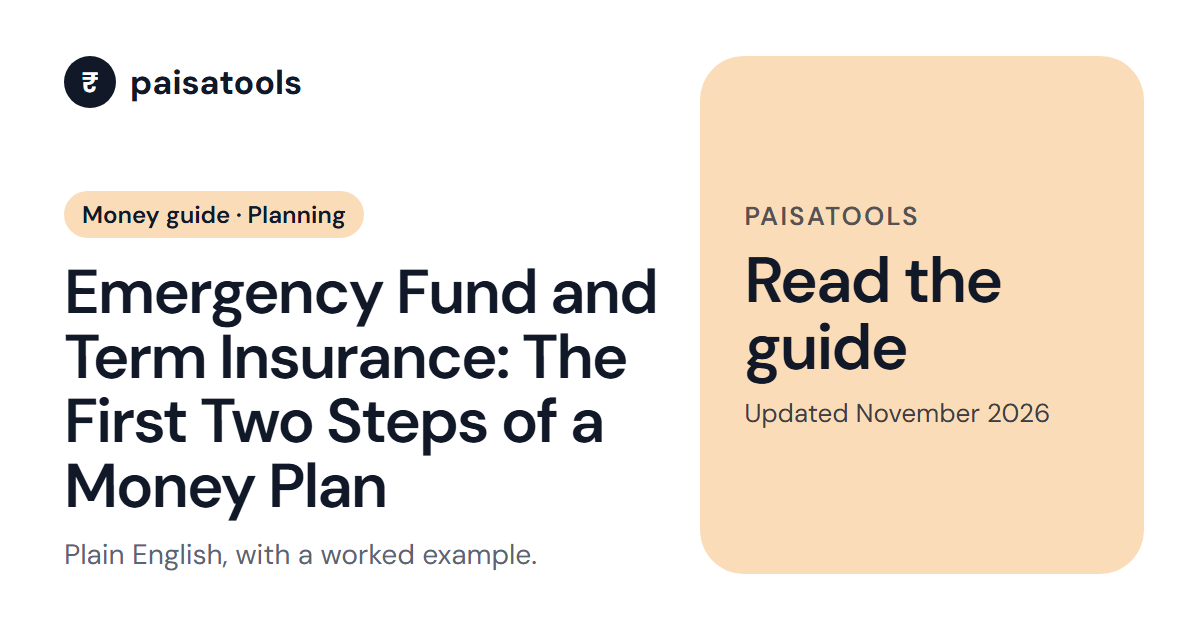 ₹ paisatools
Money guide · Planning
Emergency Fund and
Term Insurance: The
First Two Steps of a
Money Plan
Plain English, with a worked example.
PAISATOOLS
Read the
guide
Updated November 2026